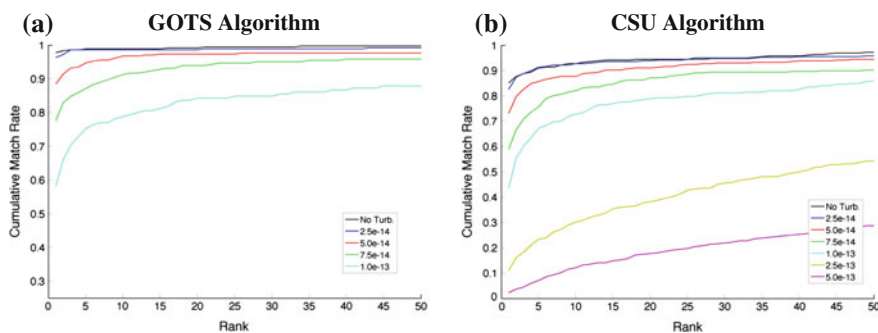 (a) GOTS Algorithm
1
0.9
0.8
0.7
0.6
0.5
0.4
0.3
Cumulative Match Rate
0 5 10 15 20 25 30 35 40 45 50
Rank
No Turb.
2.5e-14
5.0e-14
7.5e-14
1.0e-13
(b) CSU Algorithm
1
0.9
0.8
0.7
0.6
0.5
0.4
0.3
0.2
0.1
0
Cumulative Match Rate
0 5 10 15 20 25 30 35 40 45 50
Rank
No Turb.
2.5e-14
5.0e-14
7.5e-14
1.0e-13
2.5e-13
5.0e-13